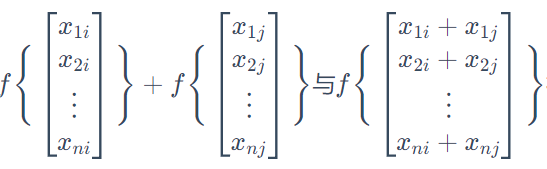 f{[x_{1i} x_{2i} ⋮ x_{ni}]} + f{[x_{1j} x_{2j} ⋮ x_{nj}]}与f{[x_{1i} + x_{1j} x_{2i} + x_{2j} ⋮ x_{ni} + x_{nj}]}